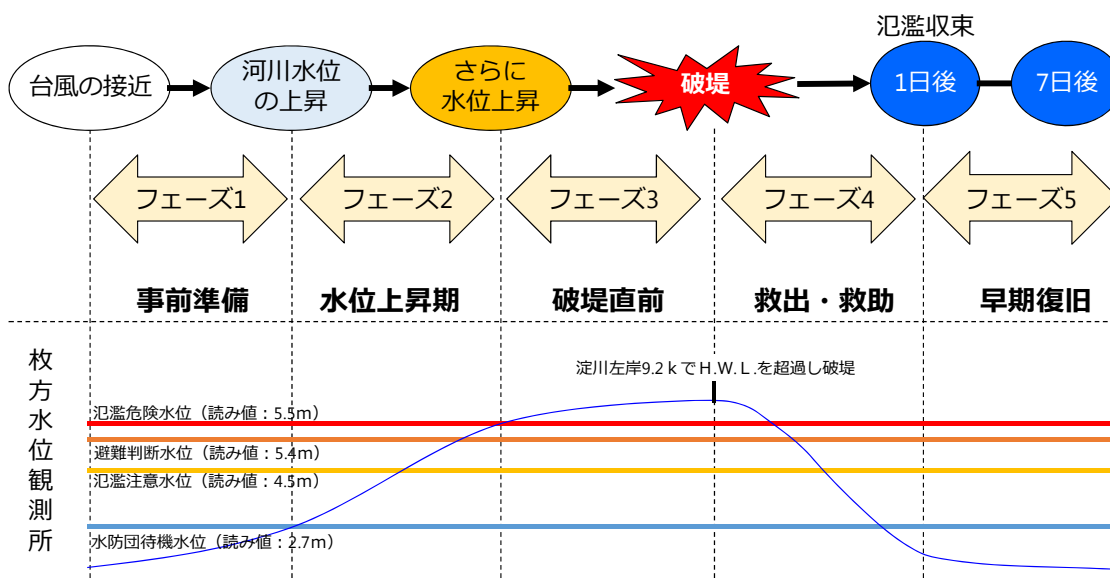 氾濫収束
台風の接近
河川水位
の上昇
さらに
水位上昇
破堤
1日後
7日後
フェーズ1
フェーズ2
フェーズ3
フェーズ4
フェーズ5
事前準備
水位上昇期
破堤直前
救出・救助
早期復旧
枚方水位観測所
淀川左岸9.2ｋでＨ.Ｗ.Ｌ.を超過し破堤
氾濫危険水位（読み値：5.5m）
避難判断水位（読み値：5.4m）
氾濫注意水位（読み値：4.5m）
水防団待機水位（読み値：2.7m）